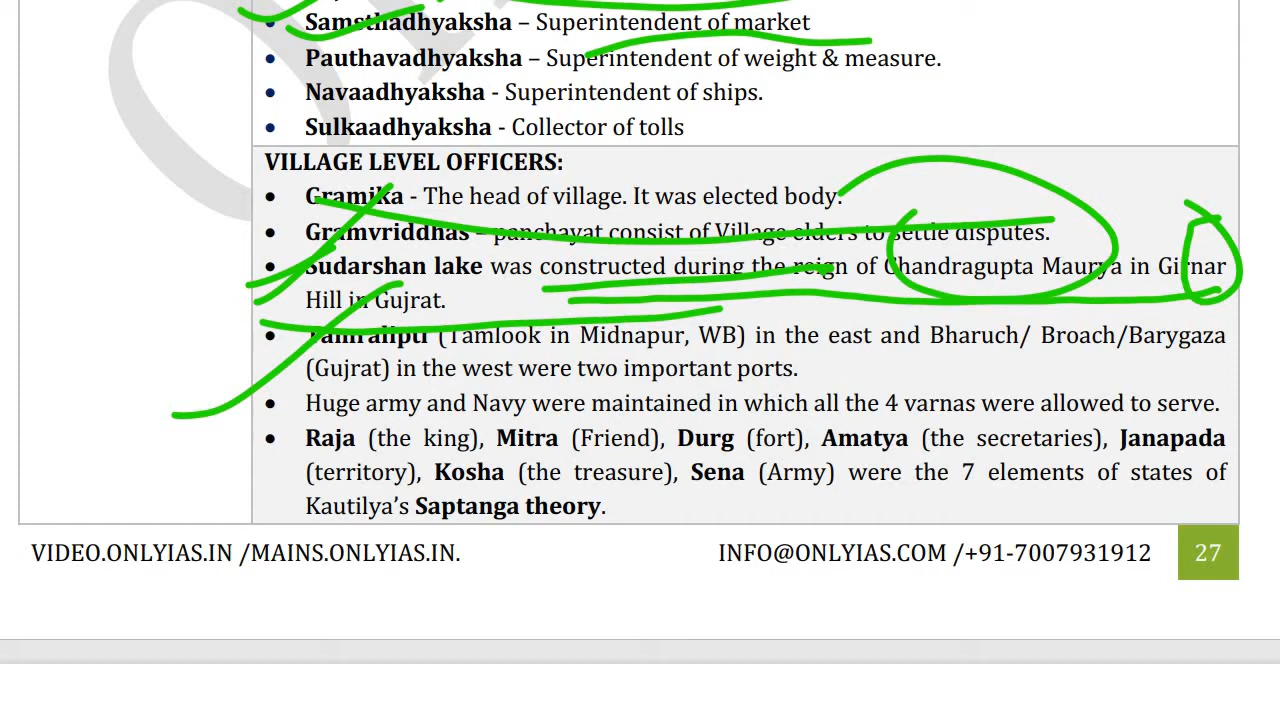 • Samsthadhyaksha – Superintendent of market
• Pauthavadhyaksha – Superintendent of weight & measure.
• Navaadhyaksha - Superintendent of ships.
• Sulkaadhyaksha - Collector of tolls
VILLAGE LEVEL OFFICERS:
• Gramika - The head of village. It was elected body.
• Gramvriddhas – panchayat consist of Village elders to settle disputes.
• Sudarshan lake was constructed during the reign of Chandragupta Maurya in Girnar
Hill in Gujrat.
• Tamralipti (Tamlook in Midnapur, WB) in the east and Bharuch/ Broach/Barygaza
(Gujrat) in the west were two important ports.
• Huge army and Navy were maintained in which all the 4 varnas were allowed to serve.
• Raja (the king), Mitra (Friend), Durg (fort), Amatya (the secretaries), Janapada
(territory), Kosha (the treasure), Sena (Army) were the 7 elements of states of
Kautilya’s Saptanga theory.
VIDEO.ONLYIAS.IN /MAINS.ONLYIAS.IN. INFO@ONLYIAS.COM /+91-7007931912 27